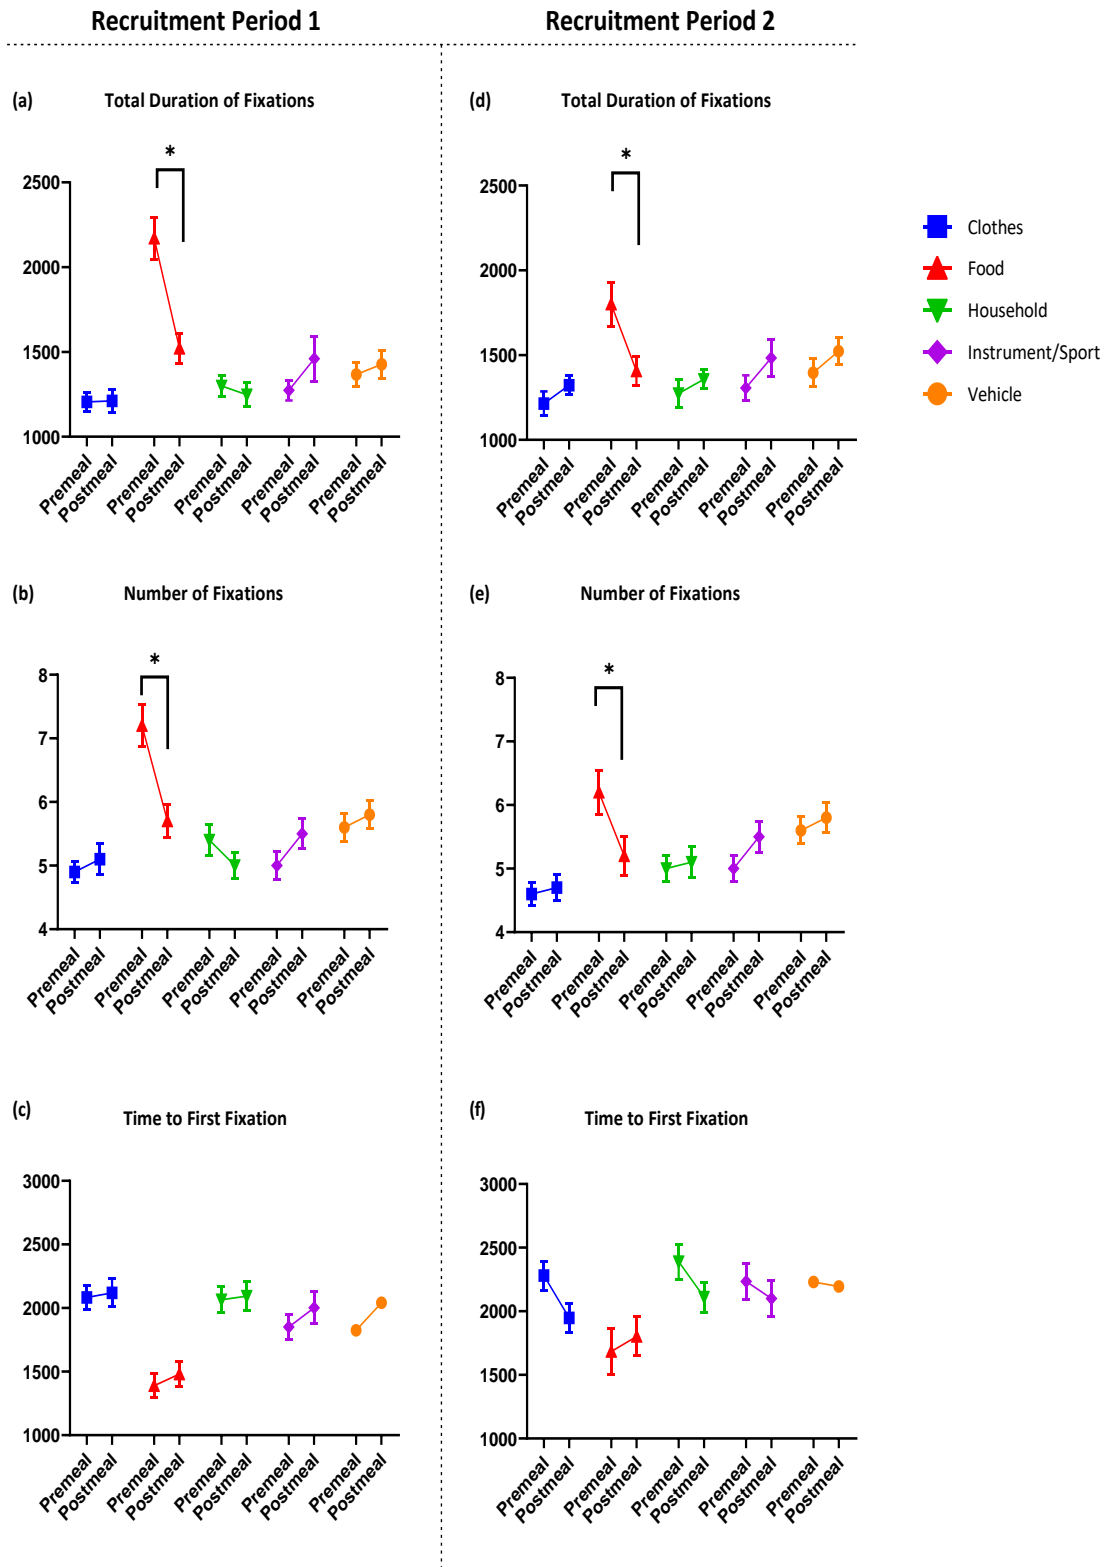 Recruitment Period 1
Recruitment Period 2
(a) Total Duration of Fixations
*
2500
2000
1500
1000
Premeal Postmeal Premeal Postmeal Premeal Postmeal Premeal Postmeal Premeal Postmeal
(d) Total Duration of Fixations
*
2500
2000
1500
1000
Premeal Postmeal Premeal Postmeal Premeal Postmeal Premeal Postmeal Premeal Postmeal
Clothes
Food
Household
Instrument/Sport
Vehicle
(b) Number of Fixations
*
8
7
6
5
4
Premeal Postmeal Premeal Postmeal Premeal Postmeal Premeal Postmeal Premeal Postmeal
(e) Number of Fixations
*
8
7
6
5
4
Premeal Postmeal Premeal Postmeal Premeal Postmeal Premeal Postmeal Premeal Postmeal
(c) Time to First Fixation
3000
2500
2000
1500
1000
Premeal Postmeal Premeal Postmeal Premeal Postmeal Premeal Postmeal Premeal Postmeal
(f) Time to First Fixation
3000
2500
2000
1500
1000
Premeal Postmeal Premeal Postmeal Premeal Postmeal Premeal Postmeal Premeal Postmeal